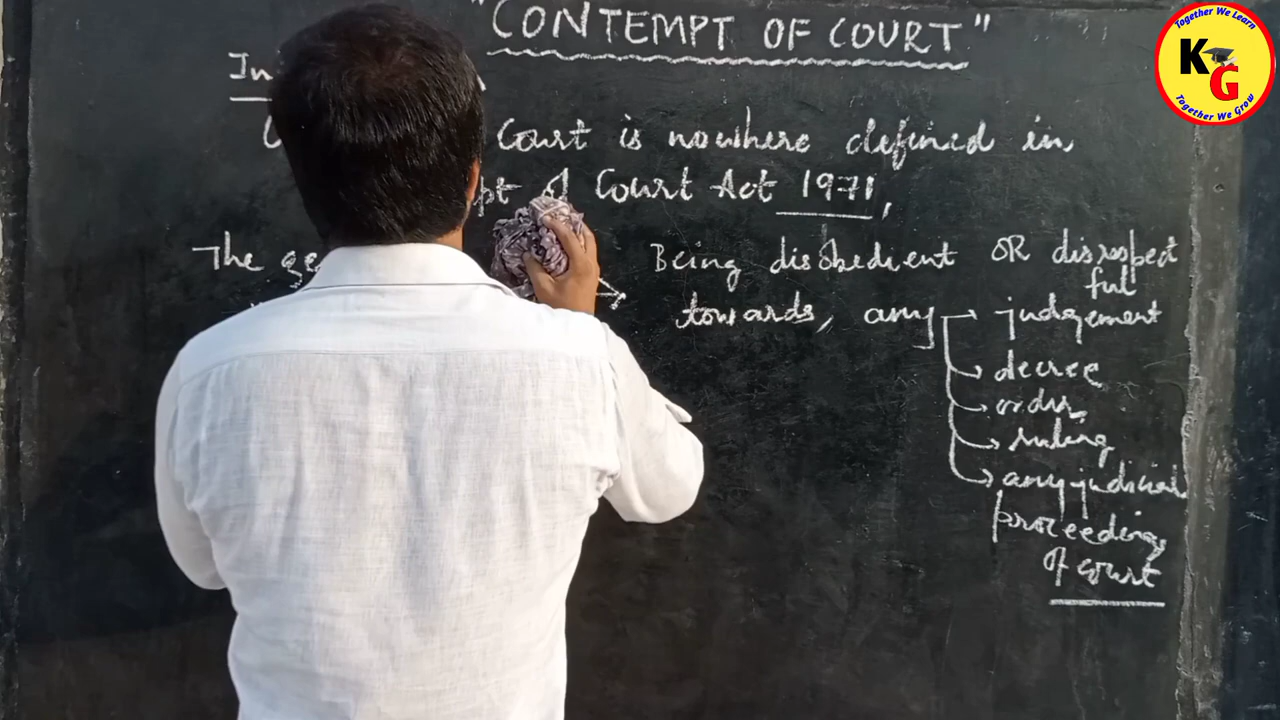 "CONTEMPT OF COURT"
In
Court is nowhere defined in
pt of Court Act 1971,
The ge Being disobedient OR disrespect
ful
towards, any → judgement
→ decree
→ order
→ ruling
→ any judicial
proceeding
of court
Together We Learn
KG
Together We Grow